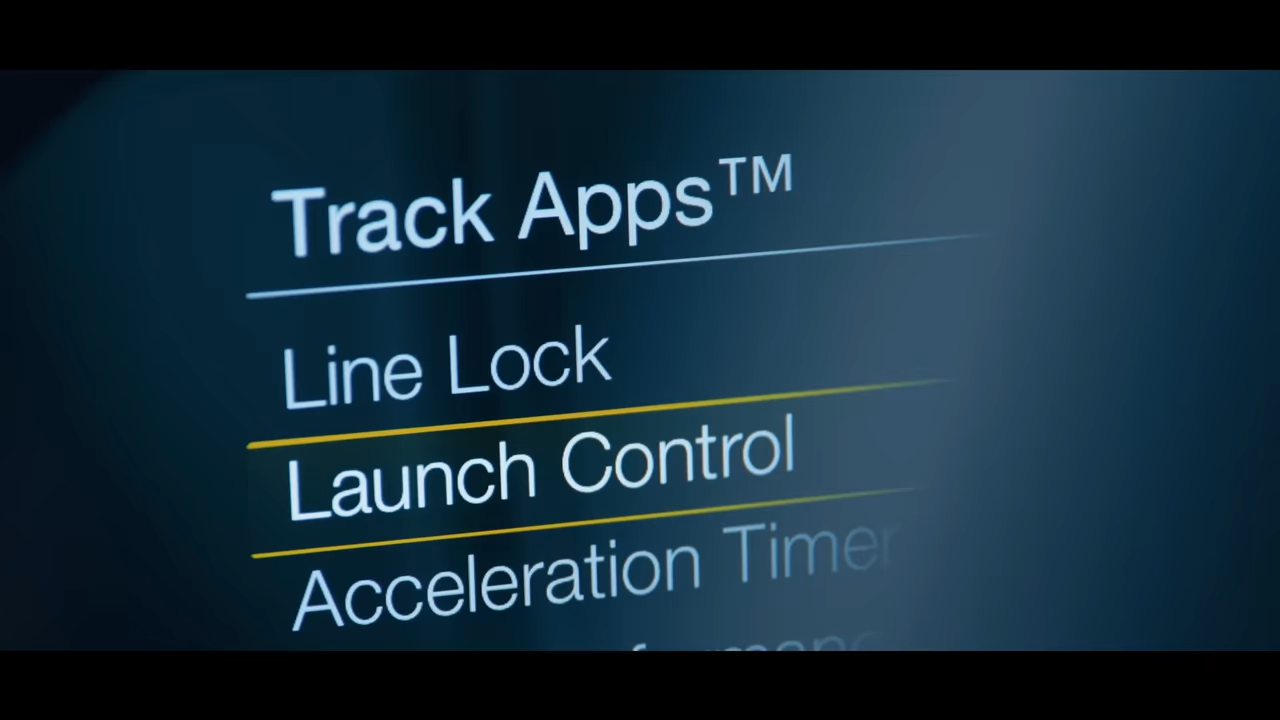 Track Apps™
Line Lock
Launch Control
Acceleration Timer